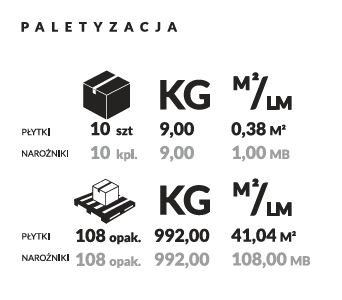 PALETYZACJA
KG M²/LM
PŁYTKI 10 szt 9,00 0,38 M²
NAROŻNIKI 10 kpl. 9,00 1,00 MB
KG M²/LM
PŁYTKI 108 opak. 992,00 41,04 M²
NAROŻNIKI 108 opak. 992,00 108,00 MB